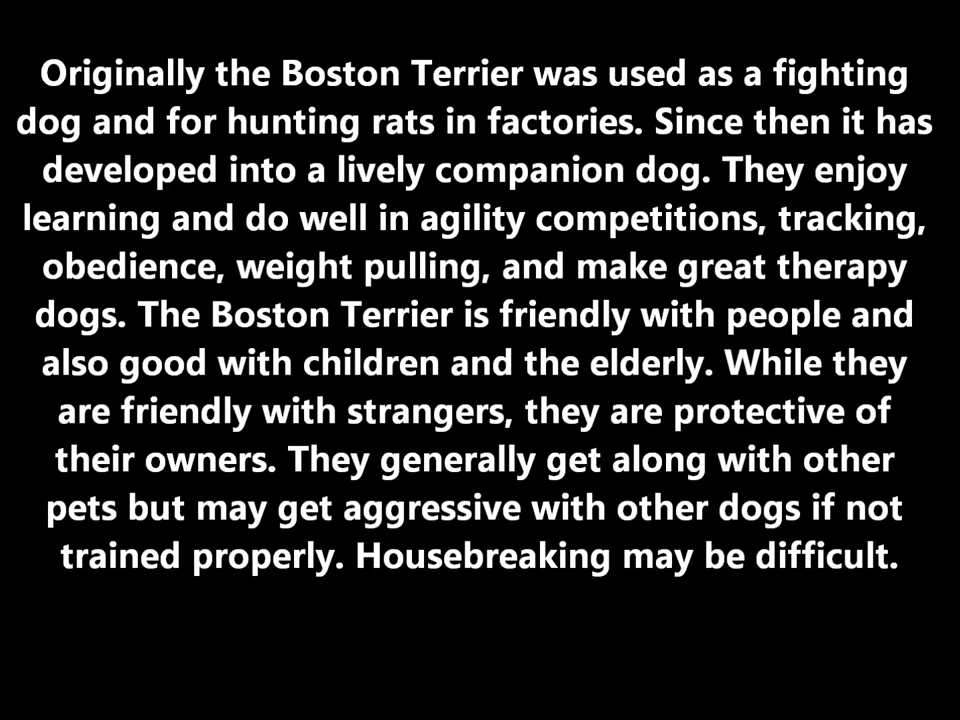 Originally the Boston Terrier was used as a fighting
dog and for hunting rats in factories. Since then it has
developed into a lively companion dog. They enjoy
learning and do well in agility competitions, tracking,
obedience, weight pulling, and make great therapy
dogs. The Boston Terrier is friendly with people and
also good with children and the elderly. While they
are friendly with strangers, they are protective of
their owners. They generally get along with other
pets but may get aggressive with other dogs if not
trained properly. Housebreaking may be difficult.